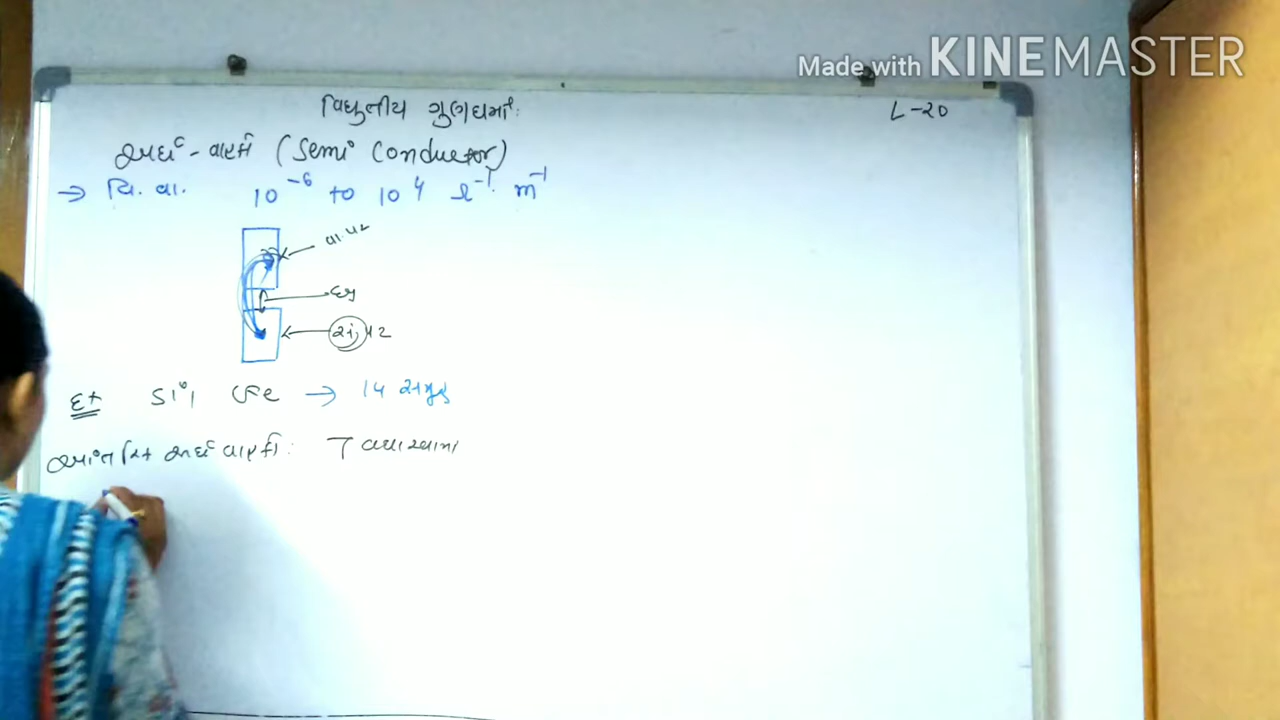 Made with KINEMASTER
વિદ્યુતીય ગુણધર્મો:
L-20
અર્ધ-વાહકો (Semi Conductor)
→ વિ. વા. 10⁻⁶ to 10⁴ Ω⁻¹ m⁻¹
વા.પટ
સં. પટ
Ex Si, Ge → 14 સમૂહ
આંતરિક અર્ધવાહકો: T વધારવામાં